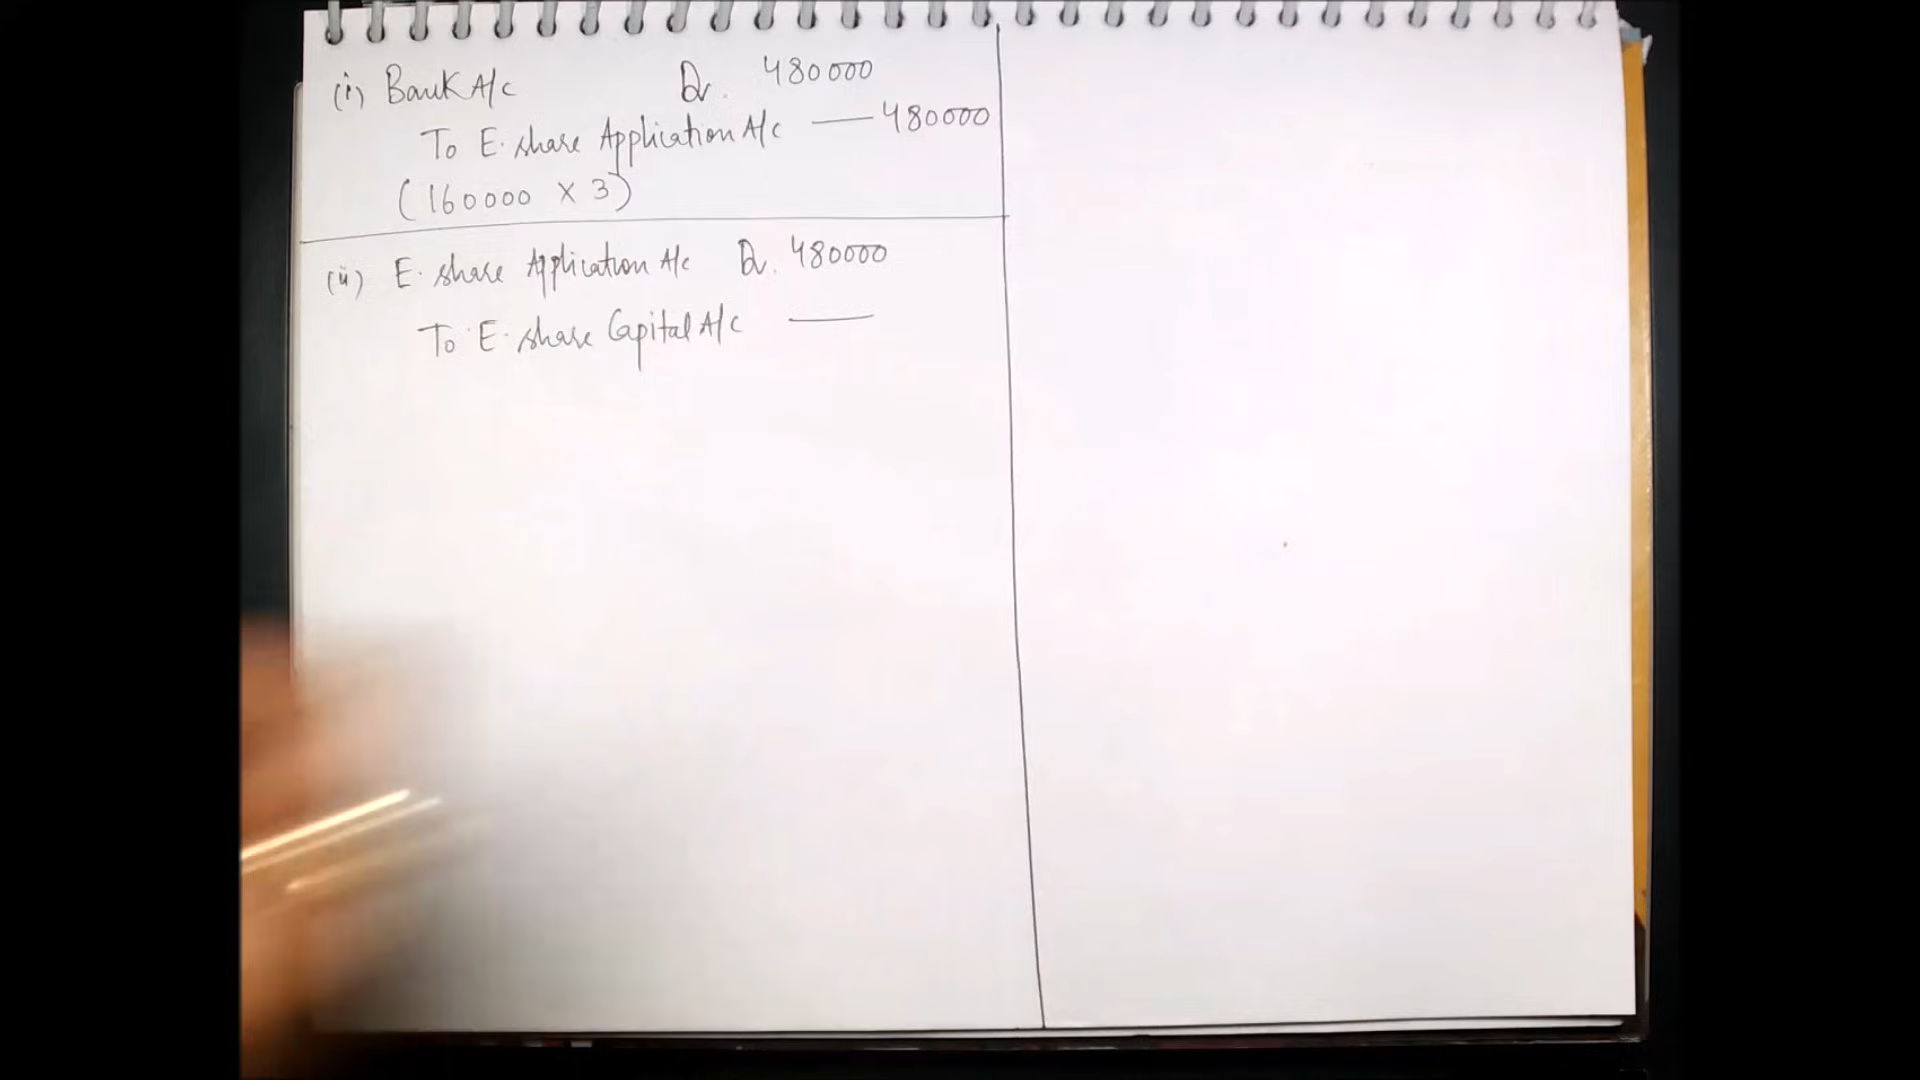 (i) Bank A/c Dr. 480000
To E. share Application A/c — 480000
(160000 × 3)
(ii) E. share Application A/c Dr. 480000
To E. share Capital A/c —